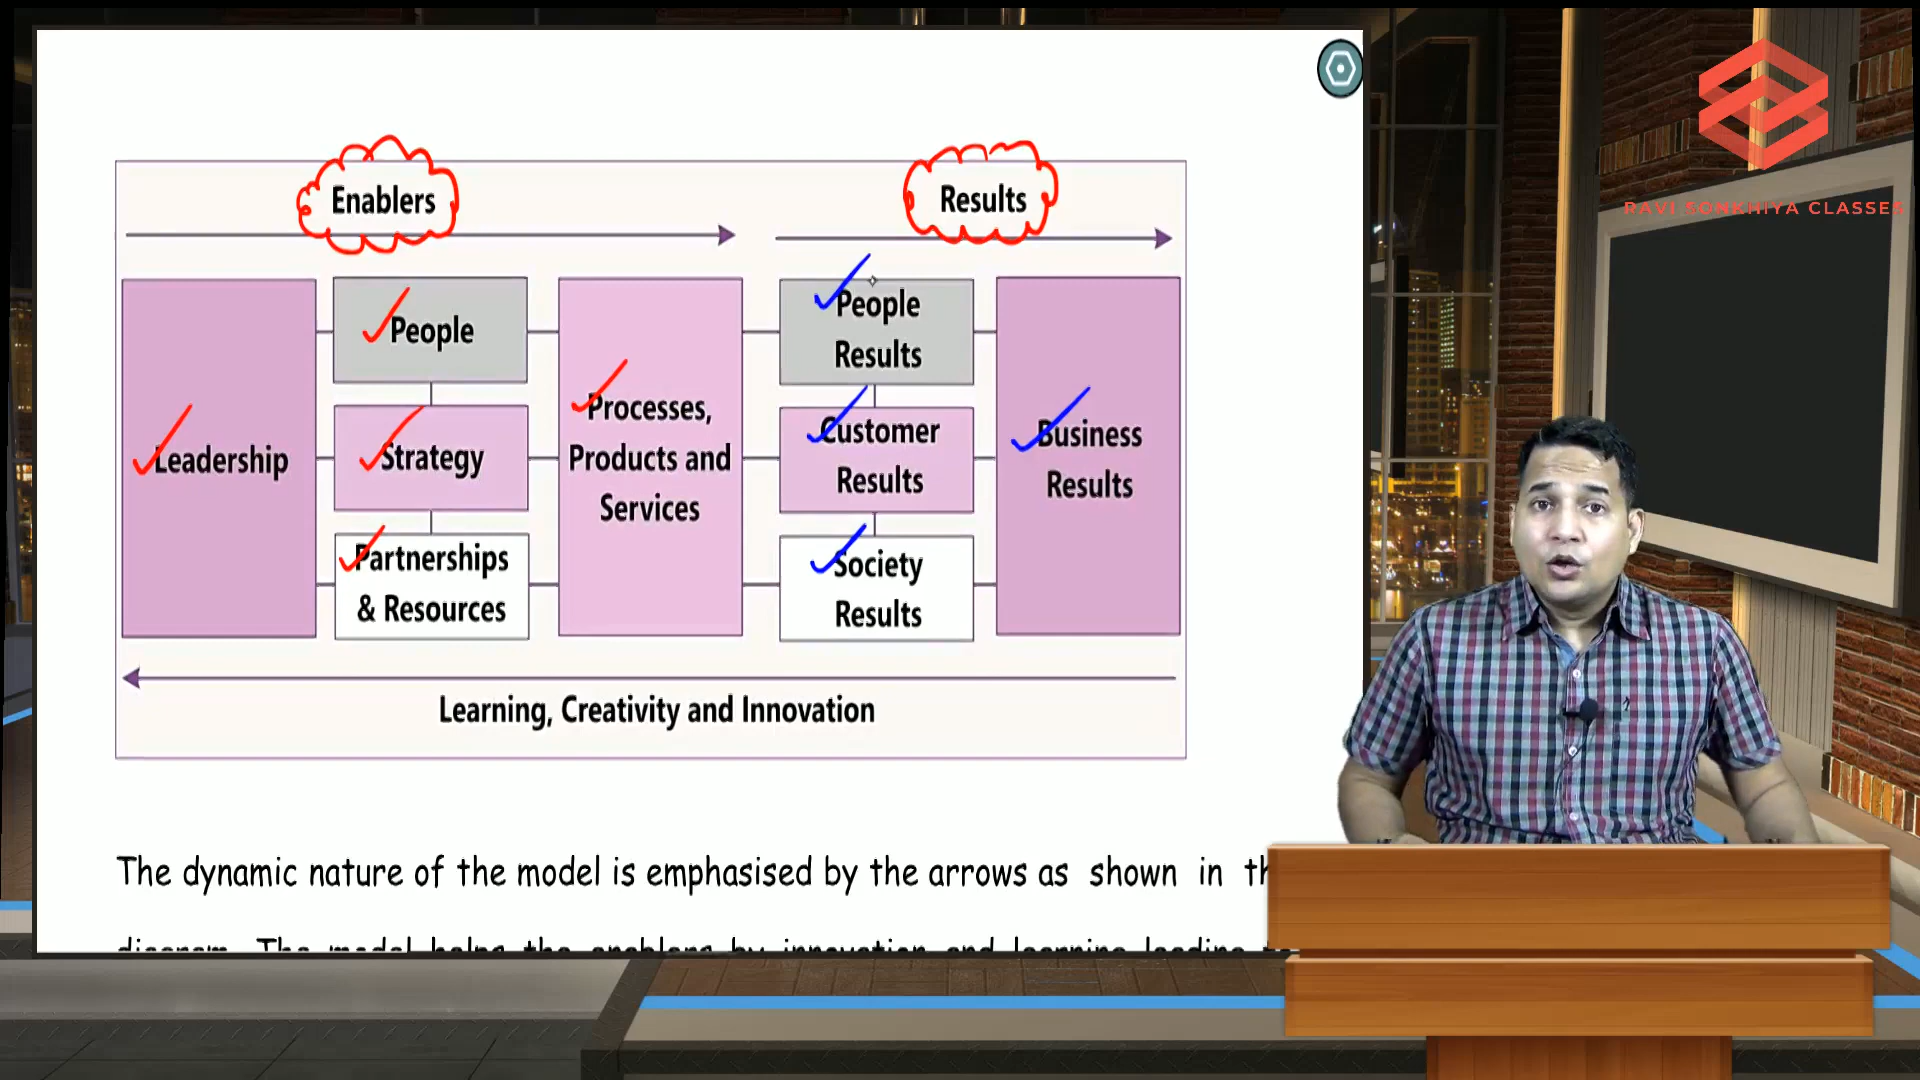 RAVI SONKHIYA CLASSES
Enablers
Results
Leadership
People
Strategy
Partnerships
& Resources
Processes,
Products and
Services
People
Results
Customer
Results
Society
Results
Business
Results
Learning, Creativity and Innovation
The dynamic nature of the model is emphasised by the arrows as shown in
diagram. The model helps the enablers by innovation and learning leading